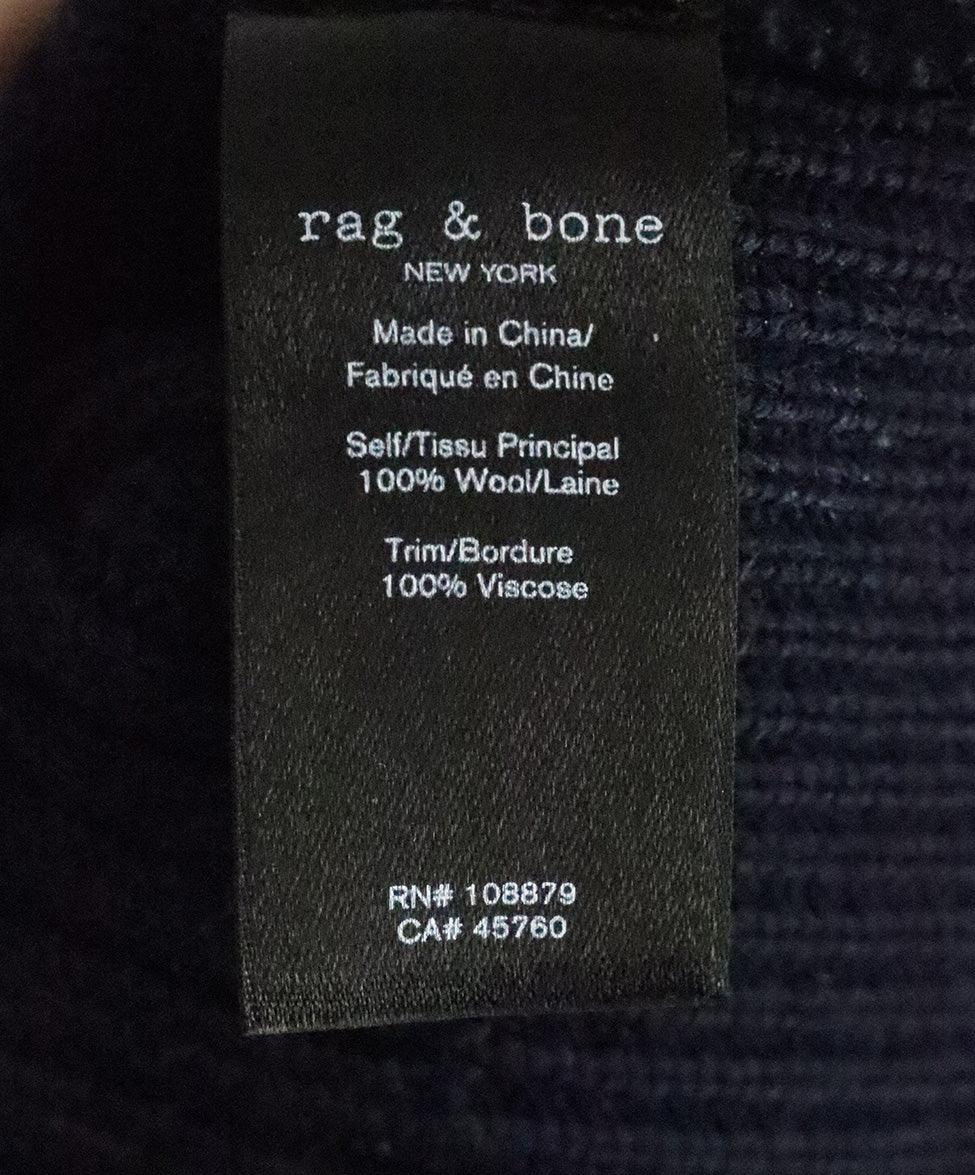 rag & bone
NEW YORK
Made in China/
Fabriqué en Chine
Self/Tissu Principal
100% Wool/Laine
Trim/Bordure
100% Viscose
RN# 108879
CA# 45760